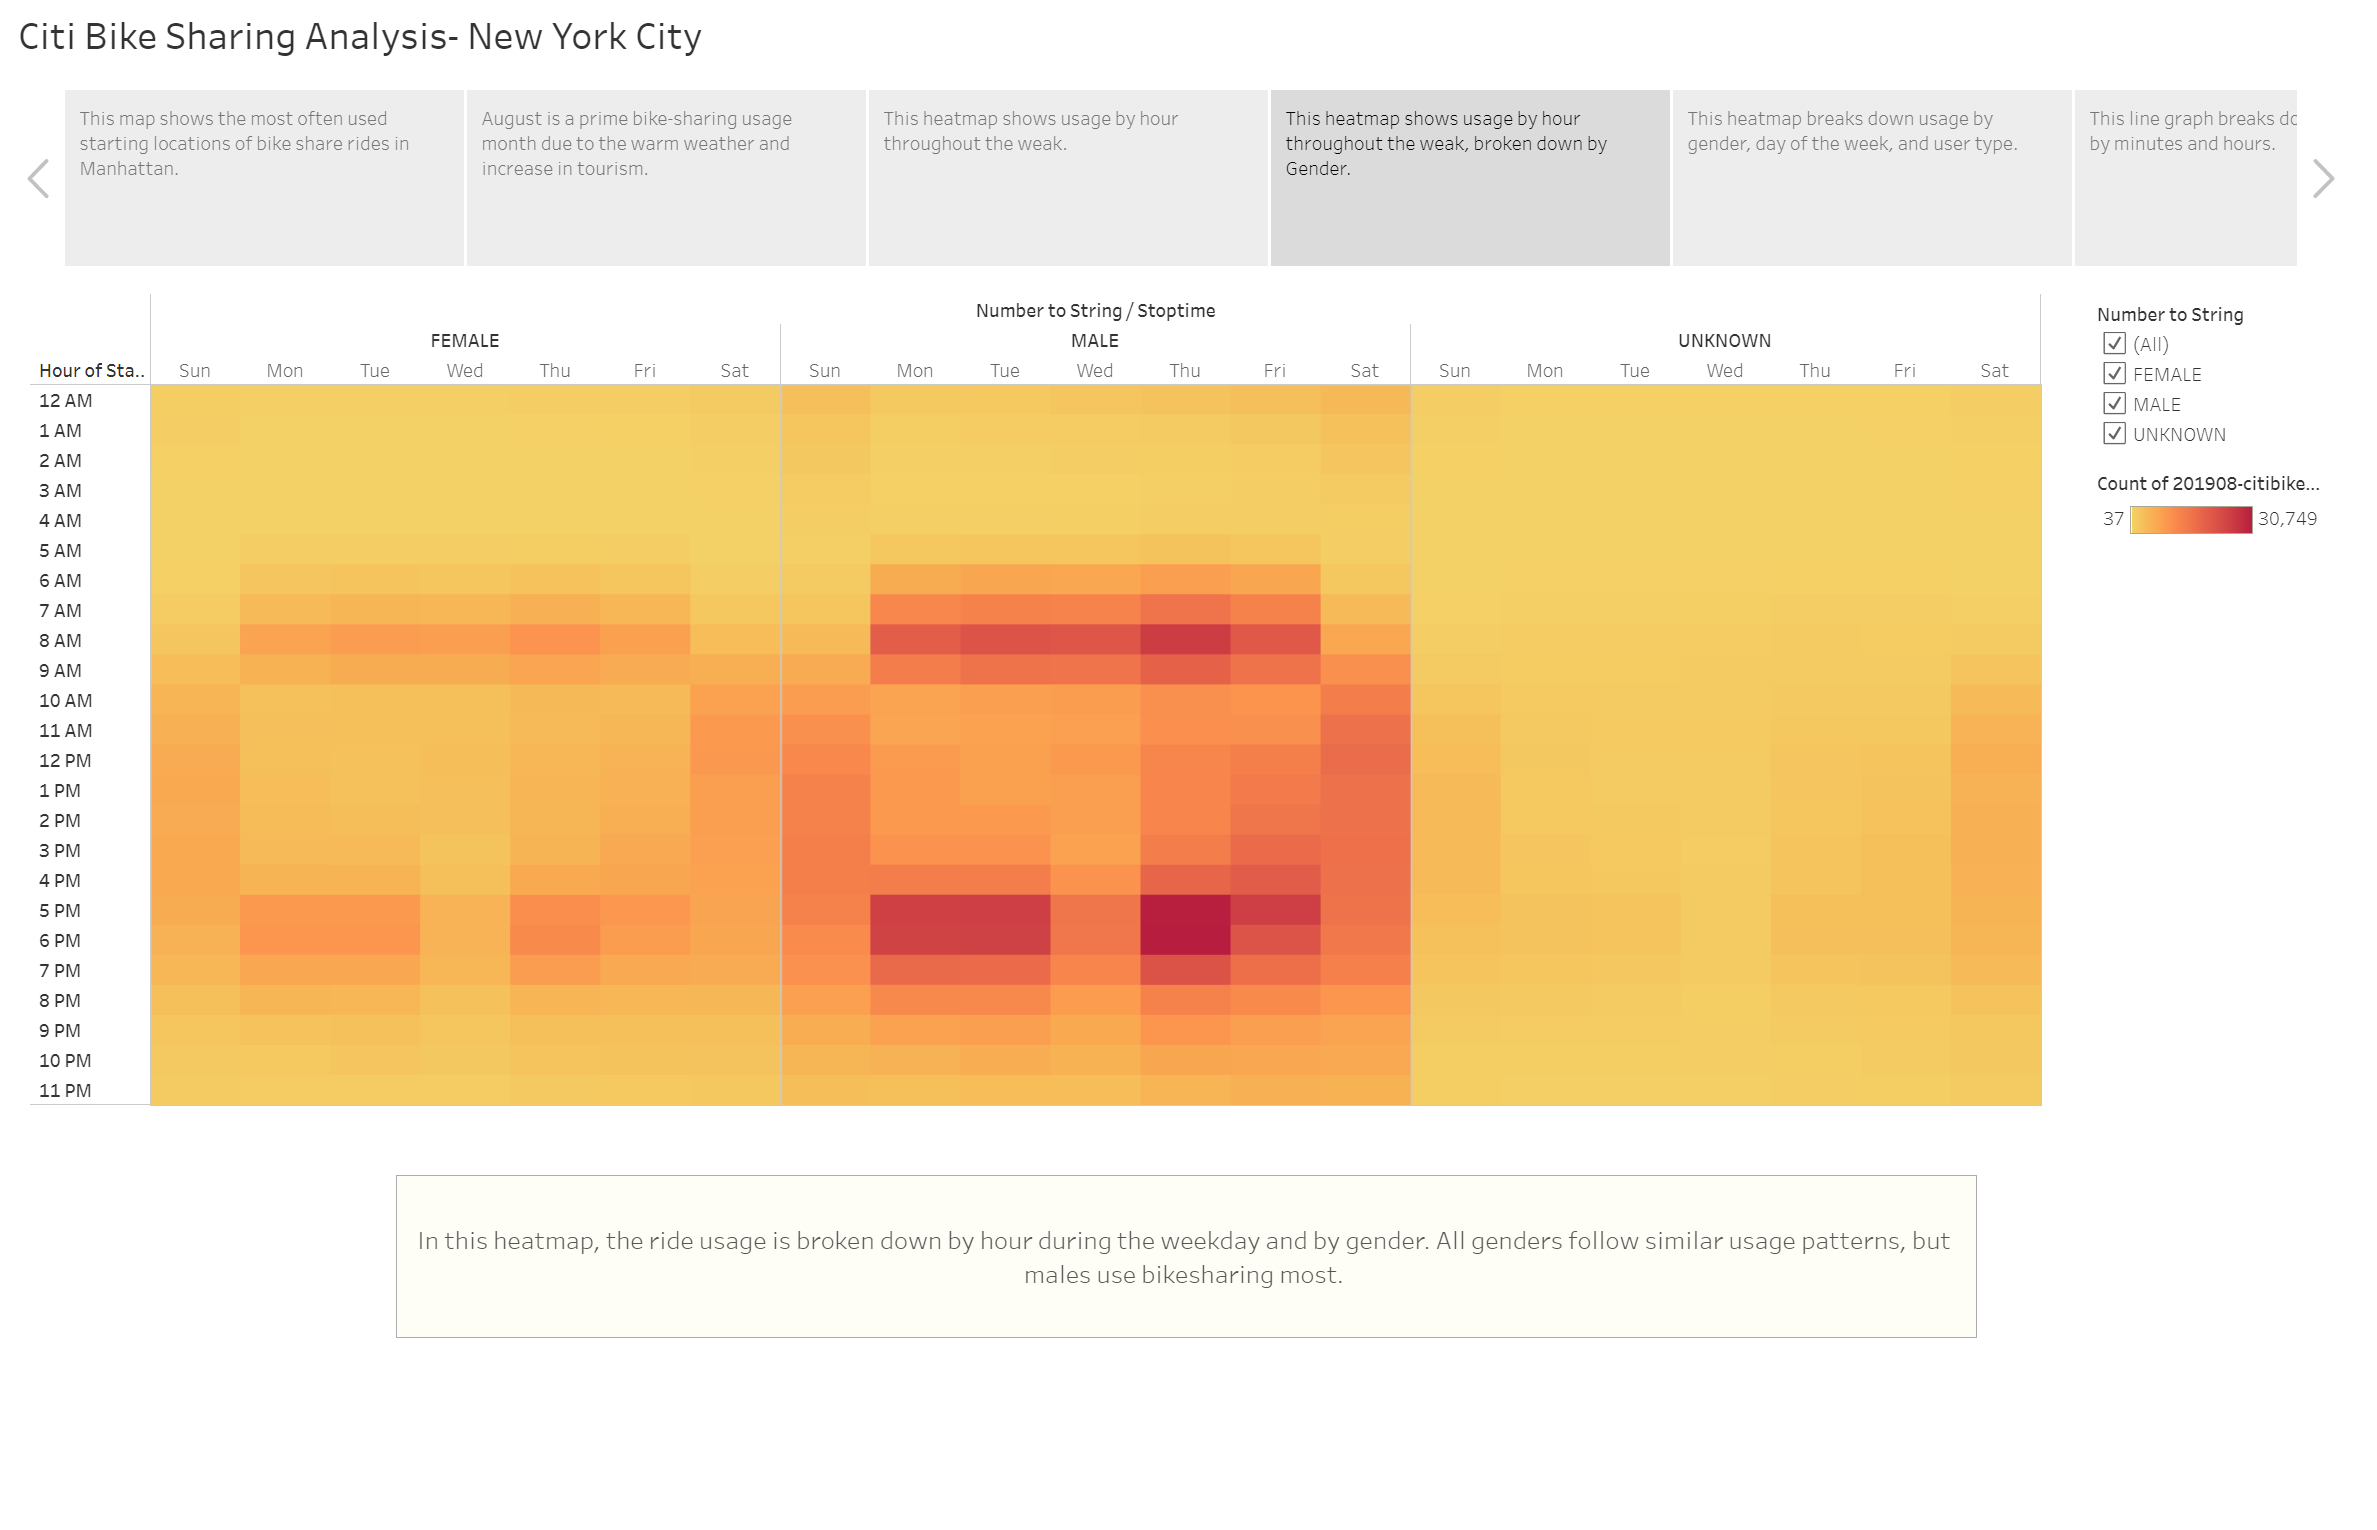 Citi Bike Sharing Analysis- New York City
This map shows the most often used
starting locations of bike share rides in
Manhattan.
August is a prime bike-sharing usage
month due to the warm weather and
increase in tourism.
This heatmap shows usage by hour
throughout the weak.
This heatmap shows usage by hour
throughout the weak, broken down by
Gender.
This heatmap breaks down usage by
gender, day of the week, and user type.
This line graph breaks dc
by minutes and hours.
Number to String / Stoptime
FEMALE MALE UNKNOWN
Hour of Sta.. Sun Mon Tue Wed Thu Fri Sat Sun Mon Tue Wed Thu Fri Sat Sun Mon Tue Wed Thu Fri Sat
12 AM
1 AM
2 AM
3 AM
4 AM
5 AM
6 AM
7 AM
8 AM
9 AM
10 AM
11 AM
12 PM
1 PM
2 PM
3 PM
4 PM
5 PM
6 PM
7 PM
8 PM
9 PM
10 PM
11 PM
Number to String
(All)
FEMALE
MALE
UNKNOWN
Count of 201908-citibike...
37 30,749
In this heatmap, the ride usage is broken down by hour during the weekday and by gender. All genders follow similar usage patterns, but
males use bikesharing most.